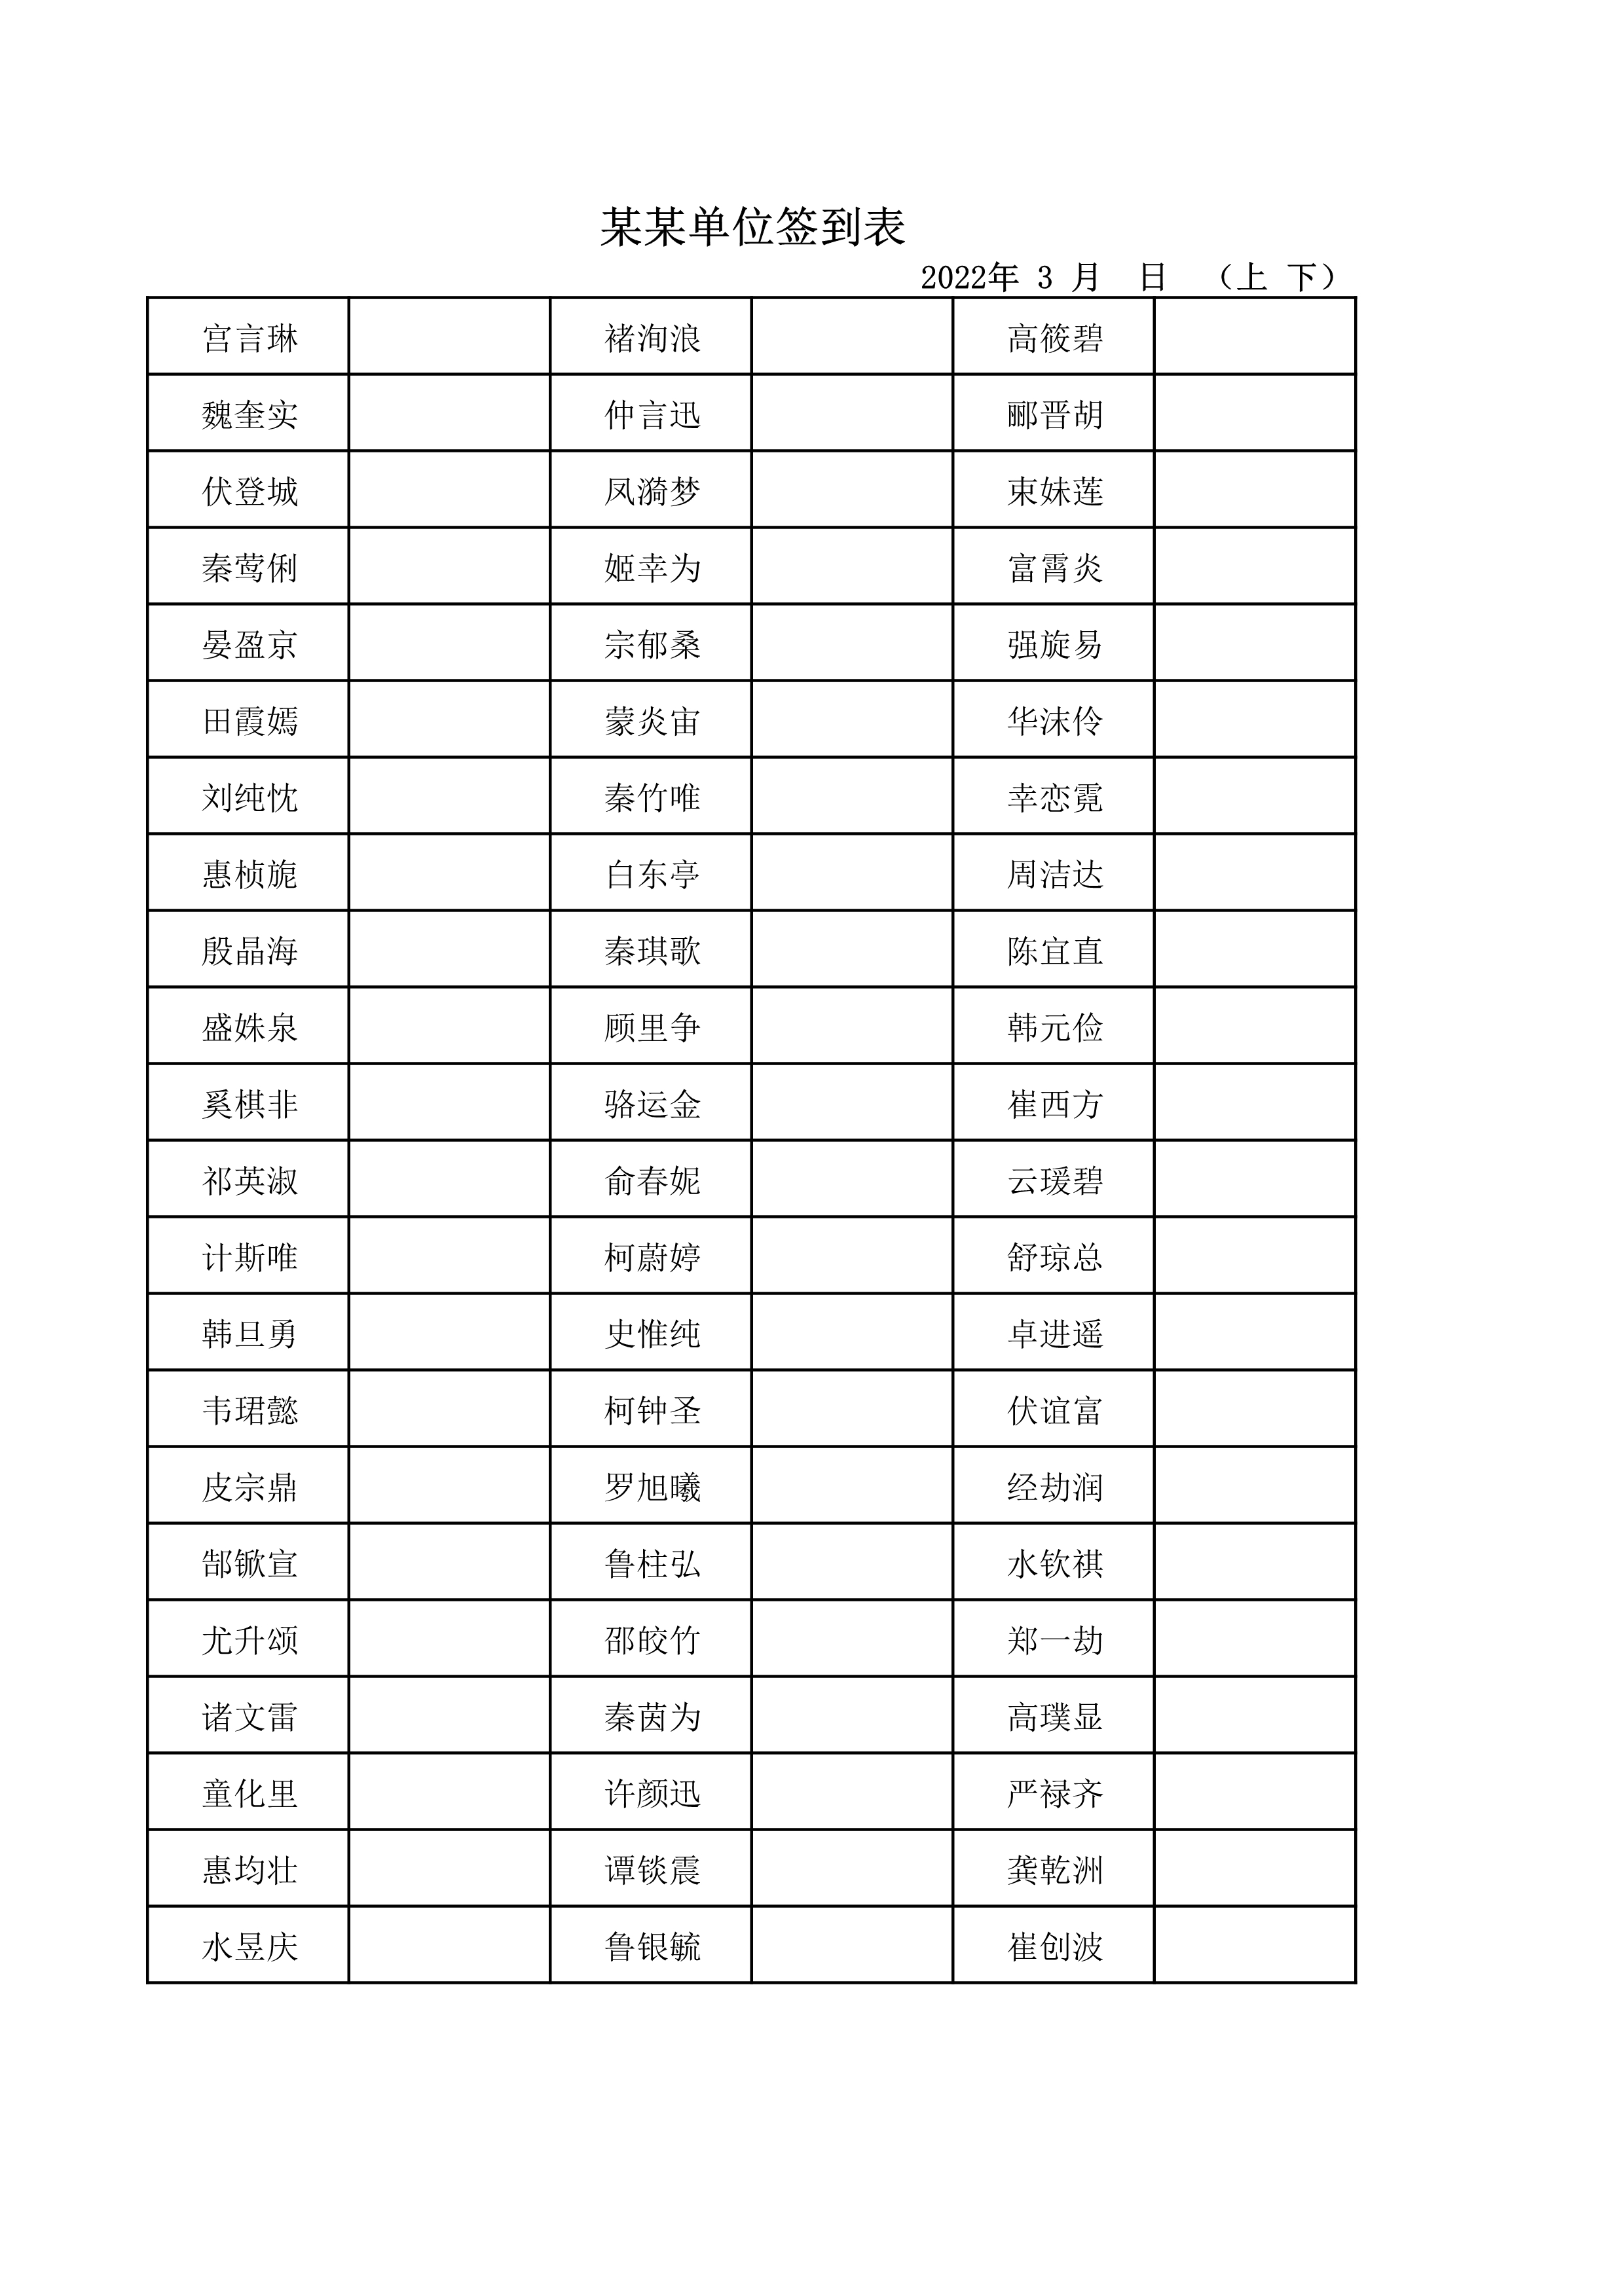 某某单位签到表
2022年 3 月 日 （上 下）
宫言琳 褚洵浪 高筱碧
魏奎实 仲言迅 郦晋胡
伏登城 凤漪梦 束妹莲
秦莺俐 姬幸为 富霄炎
晏盈京 宗郁桑 强旋易
田霞嫣 蒙炎宙 华沫伶
刘纯忱 秦竹唯 幸恋霓
惠桢旎 白东亭 周洁达
殷晶海 秦琪歌 陈宜直
盛姝泉 顾里争 韩元俭
奚棋非 骆运金 崔西方
祁英淑 俞春妮 云瑗碧
计斯唯 柯蔚婷 舒琼总
韩旦勇 史惟纯 卓进遥
韦珺懿 柯钟圣 伏谊富
皮宗鼎 罗旭曦 经劫润
郜锨宣 鲁柱弘 水钦祺
尤升颂 邵皎竹 郑一劫
诸文雷 秦茵为 高璞显
童化里 许颜迅 严禄齐
惠均壮 谭锬震 龚乾洲
水昱庆 鲁银毓 崔创波